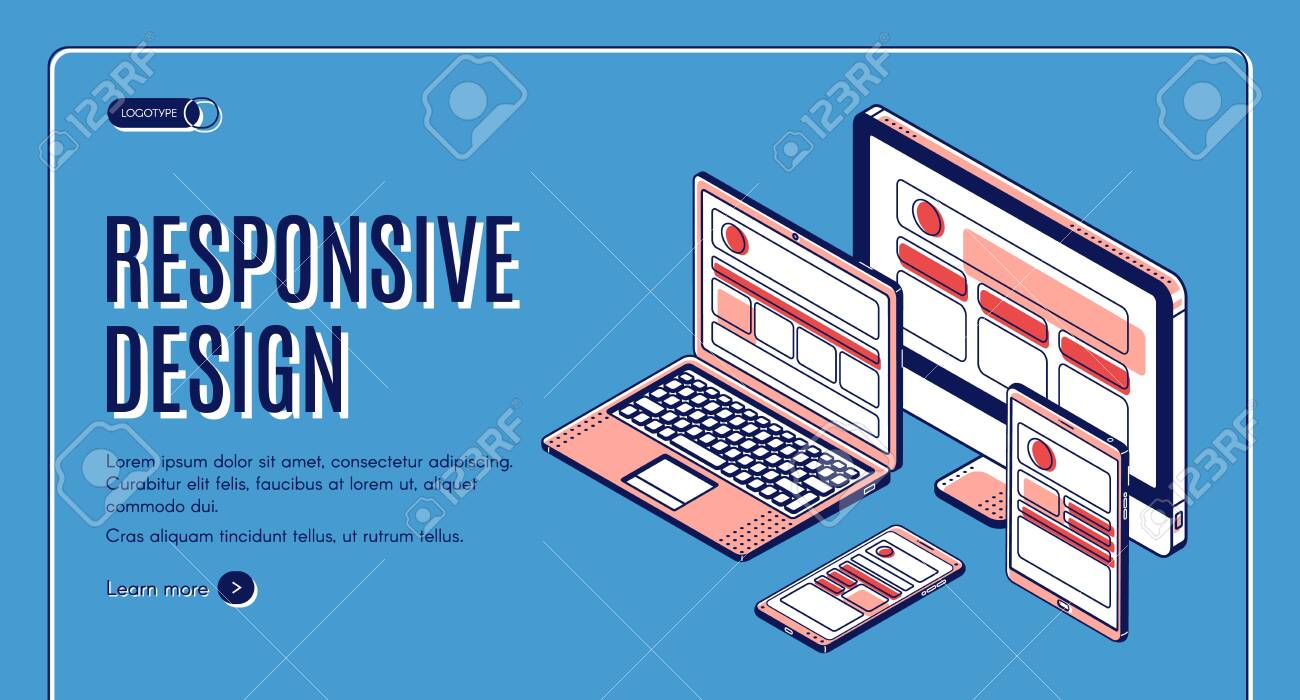 LOGOTYPE
RESPONSIVE
DESIGN
Lorem ipsum dolor sit amet, consectetur adipiscing.
Curabitur elit felis, faucibus at lorem ut, aliquet
commodo dui.
Cras aliquam tincidunt tellus, ut rutrum tellus.
Learn more
123RF
123RF
123RF
123RF
123RF